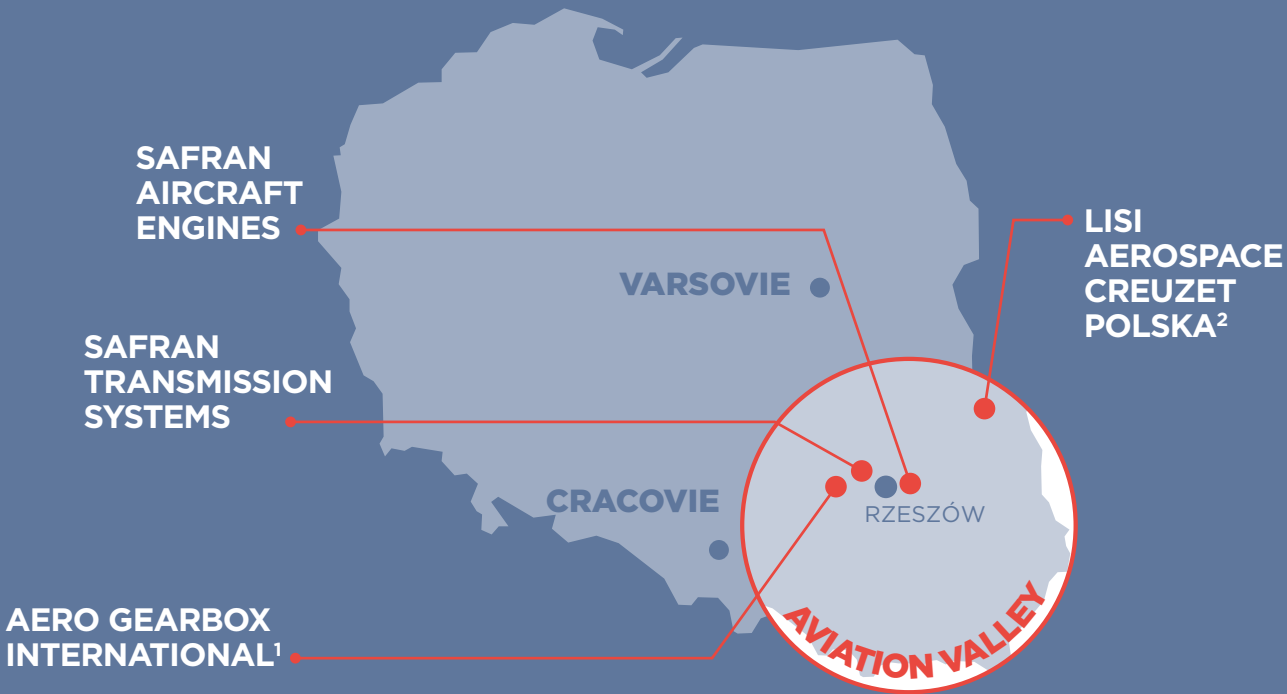 SAFRAN
AIRCRAFT
ENGINES
LISI
AEROSPACE
CREUZET
POLSKA²
VARSOVIE
SAFRAN
TRANSMISSION
SYSTEMS
CRACOVIE
RZESZÓW
AERO GEARBOX
INTERNATIONAL¹
AVIATION VALLEY